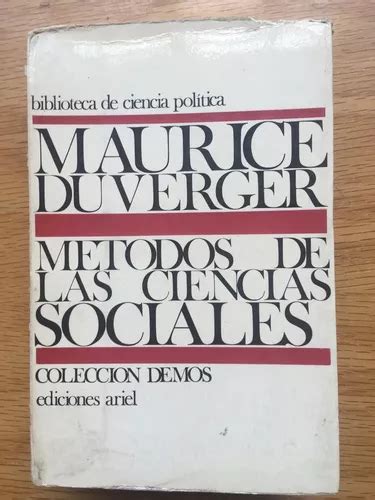 biblioteca de ciencia política
MAURICE
DUVERGER
METODOS DE
LAS CIENCIAS
SOCIALES
COLECCION DEMOS
ediciones ariel